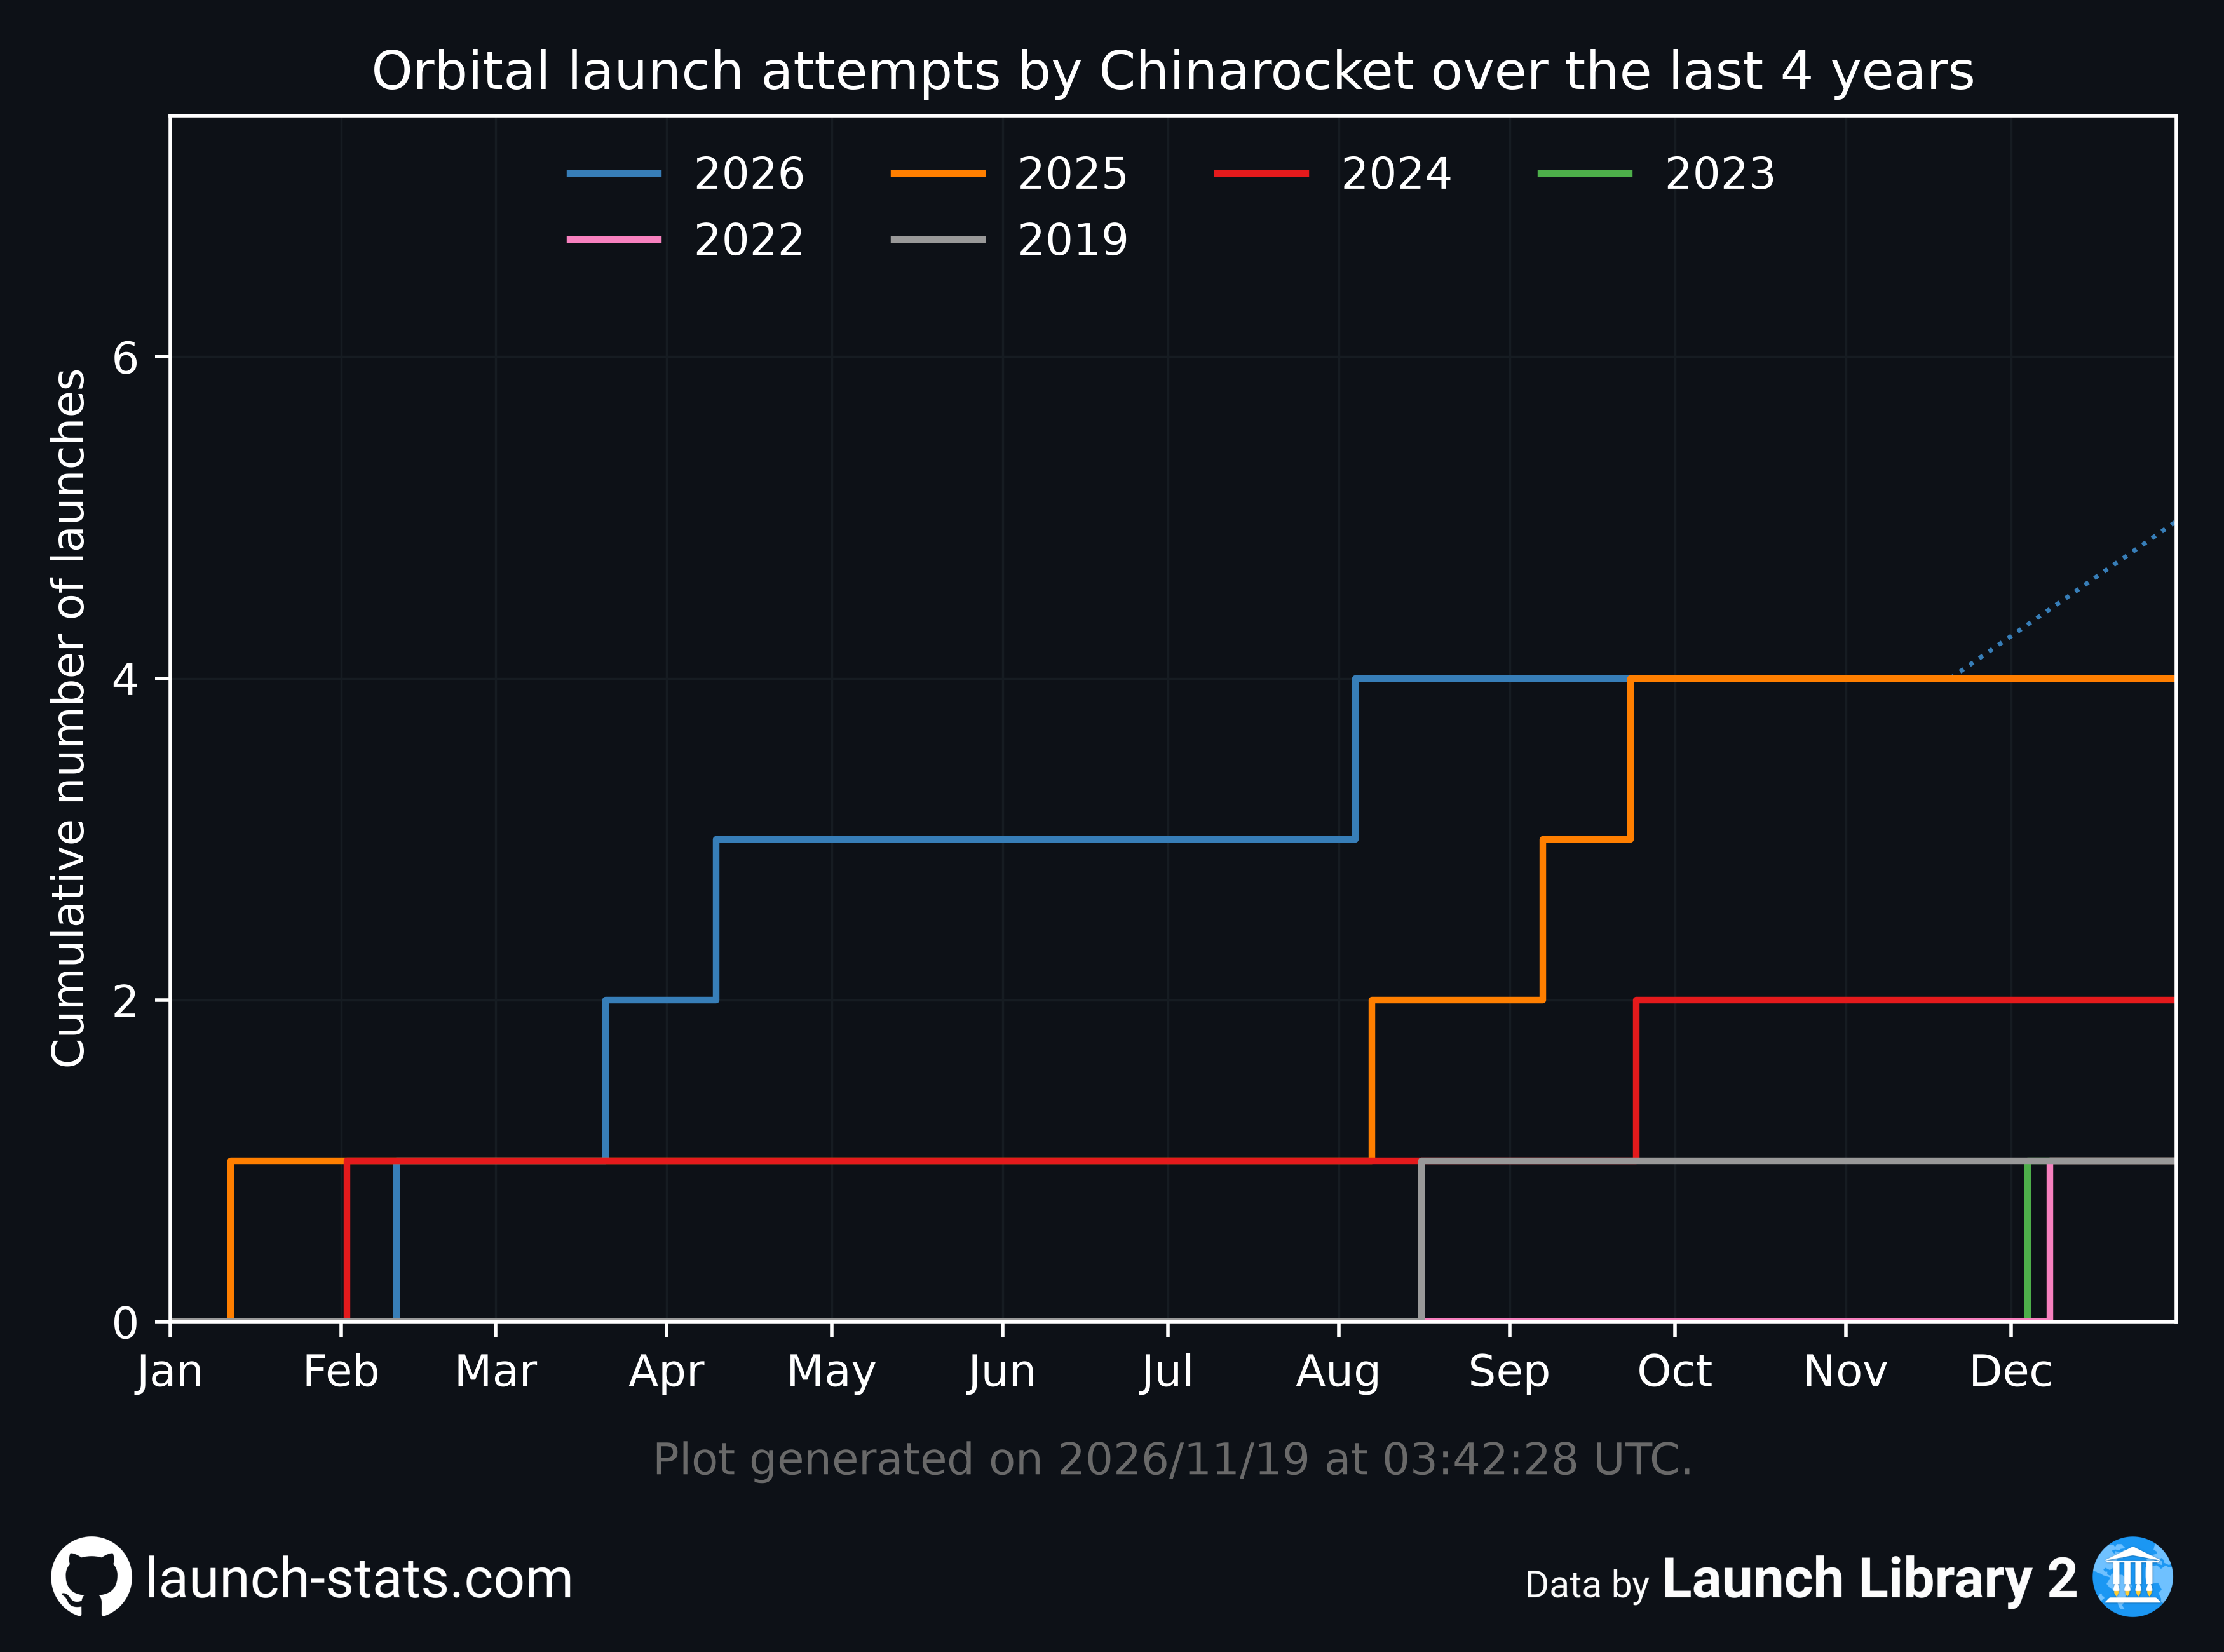 Orbital launch attempts by Chinarocket over the last 4 years
2026 2025 2024 2023
2022 2019
Cumulative number of launches
6
4
2
0
Jan Feb Mar Apr May Jun Jul Aug Sep Oct Nov Dec
Plot generated on 2026/11/19 at 03:42:28 UTC.
launch-stats.com
Data by Launch Library 2